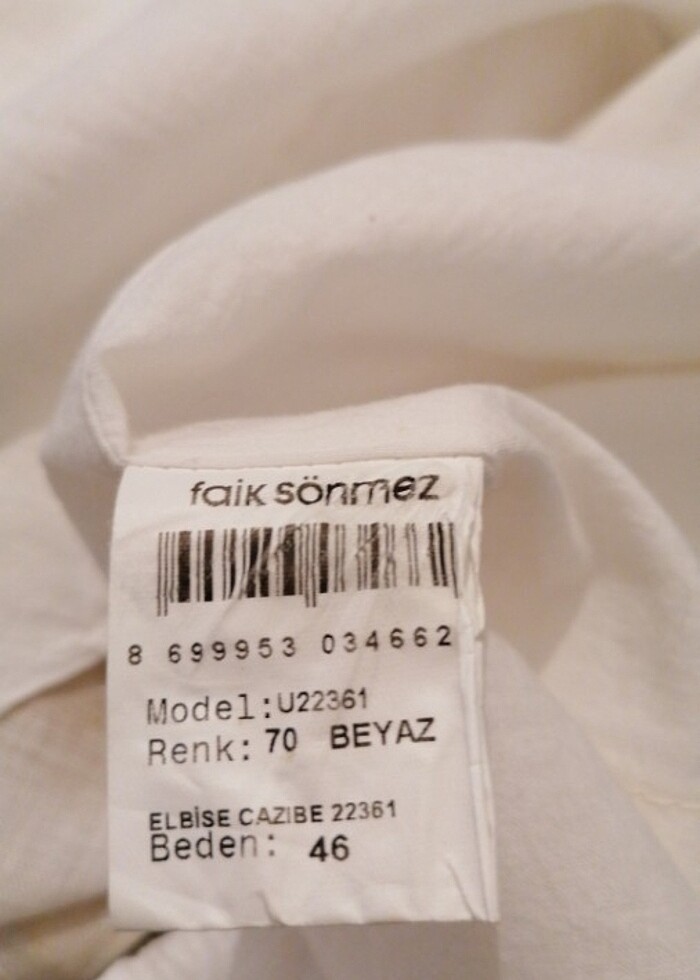 faik sönmez
8 699953 034662
Model:U22361
Renk: 70 BEYAZ
ELBİSE CAZIBE 22361
Beden: 46